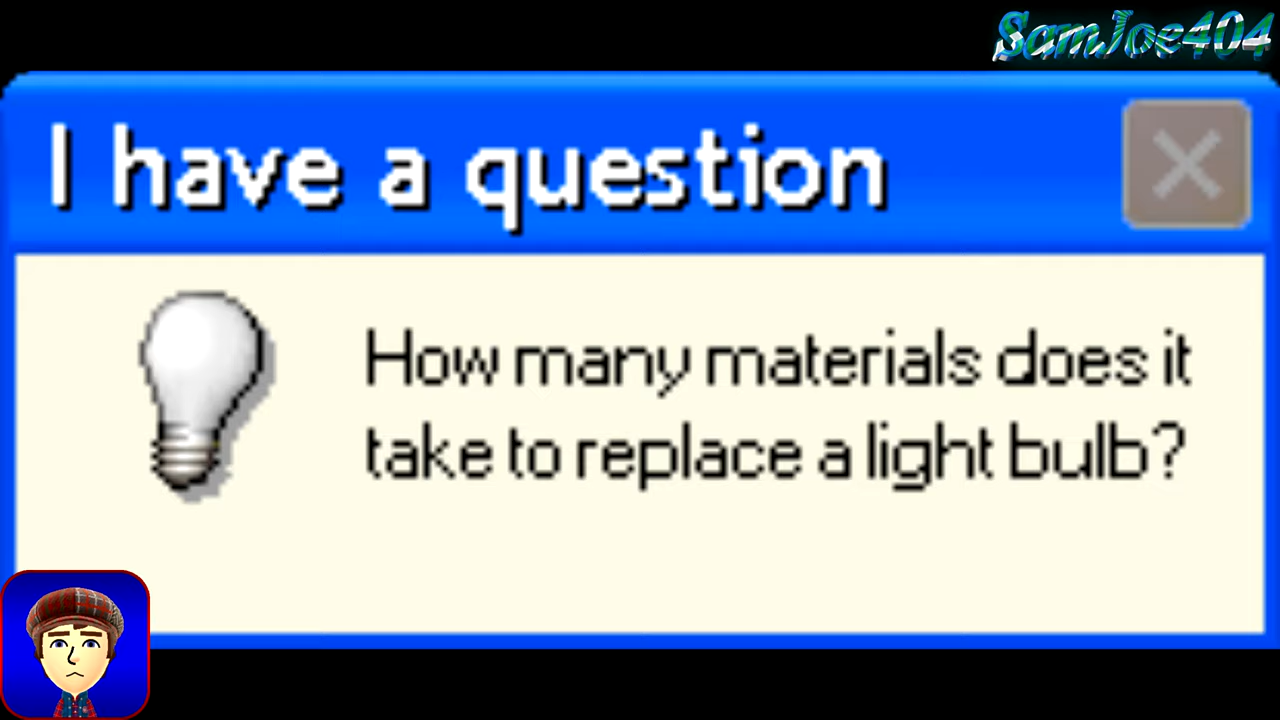 SamJoe404
I have a question
How many materials does it
take to replace a light bulb?